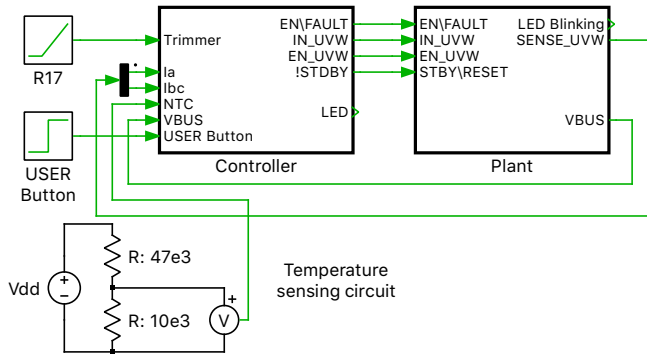 R17
USER
Button
Trimmer
Ia
Ibc
NTC
VBUS
USER Button
EN\FAULT
IN_UVW
EN_UVW
!STDBY
LED
Controller
EN\FAULT
IN_UVW
EN_UVW
STBY\RESET
LED Blinking
SENSE_UVW
VBUS
Plant
Vdd
+
−
R: 47e3
R: 10e3
+
V
Temperature
sensing circuit